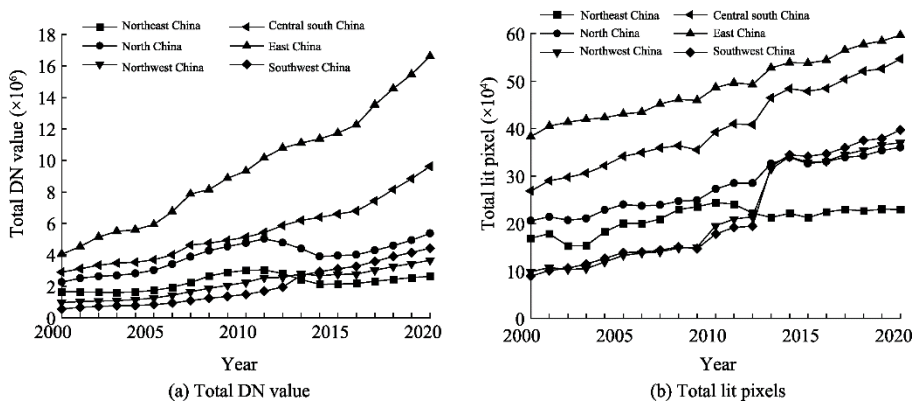 Northeast China
Central south China
North China
East China
Northwest China
Southwest China
Total DN value (×10⁶)
18
16
14
12
10
8
6
4
2
0
2000
2005
2010
2015
2020
Year
(a) Total DN value
Northeast China
Central south China
North China
East China
Northwest China
Southwest China
Total lit pixel (×10⁴)
60
50
40
30
20
10
0
2000
2005
2010
2015
2020
Year
(b) Total lit pixels